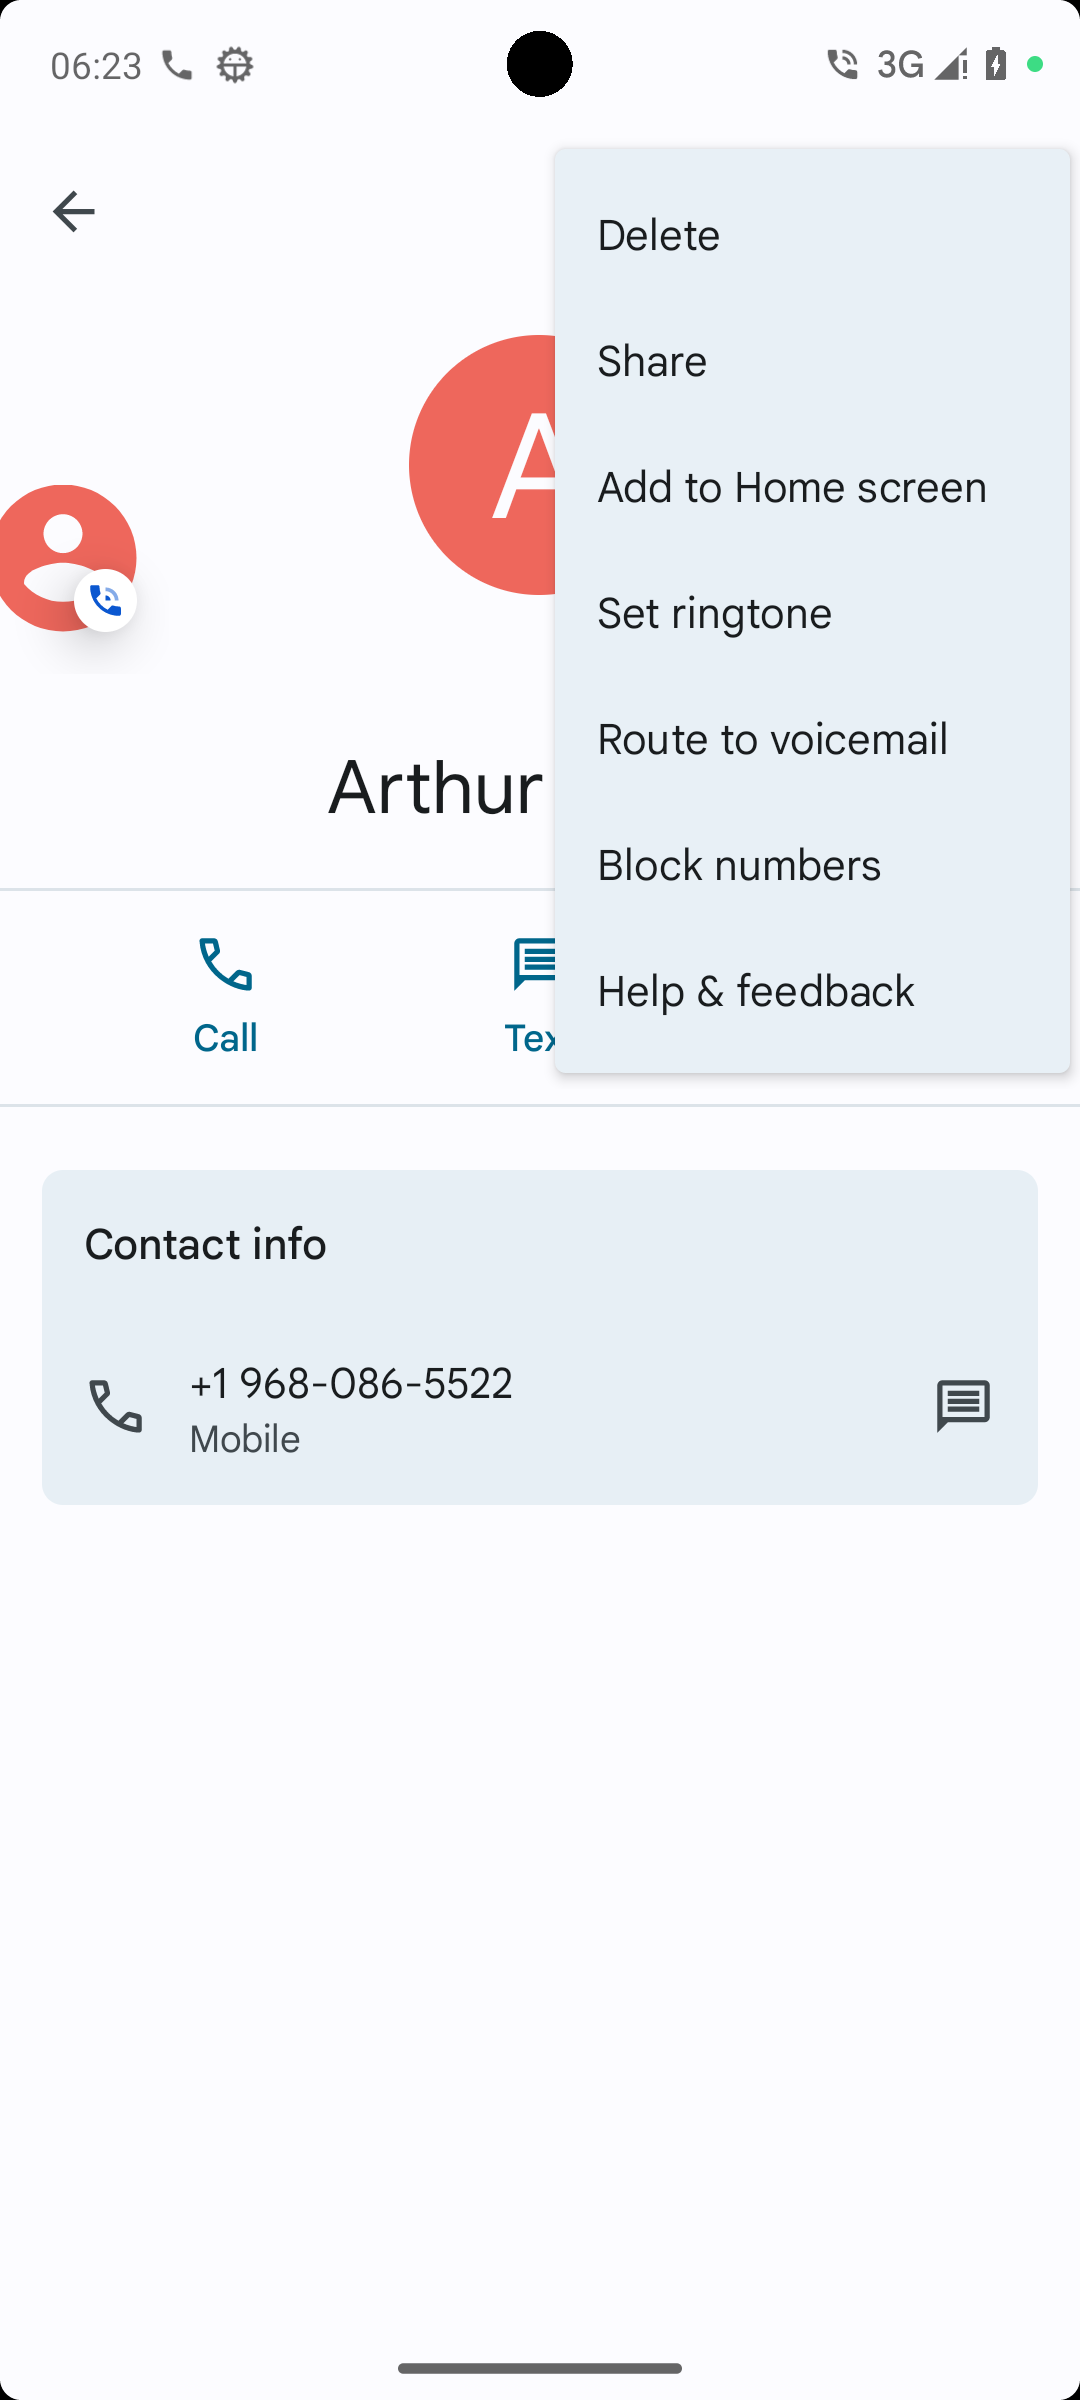 06:23
3G
Delete
Share
Add to Home screen
Set ringtone
Route to voicemail
Block numbers
Help & feedback
A
Arthur
Call
Tex
Contact info
+1 968-086-5522
Mobile